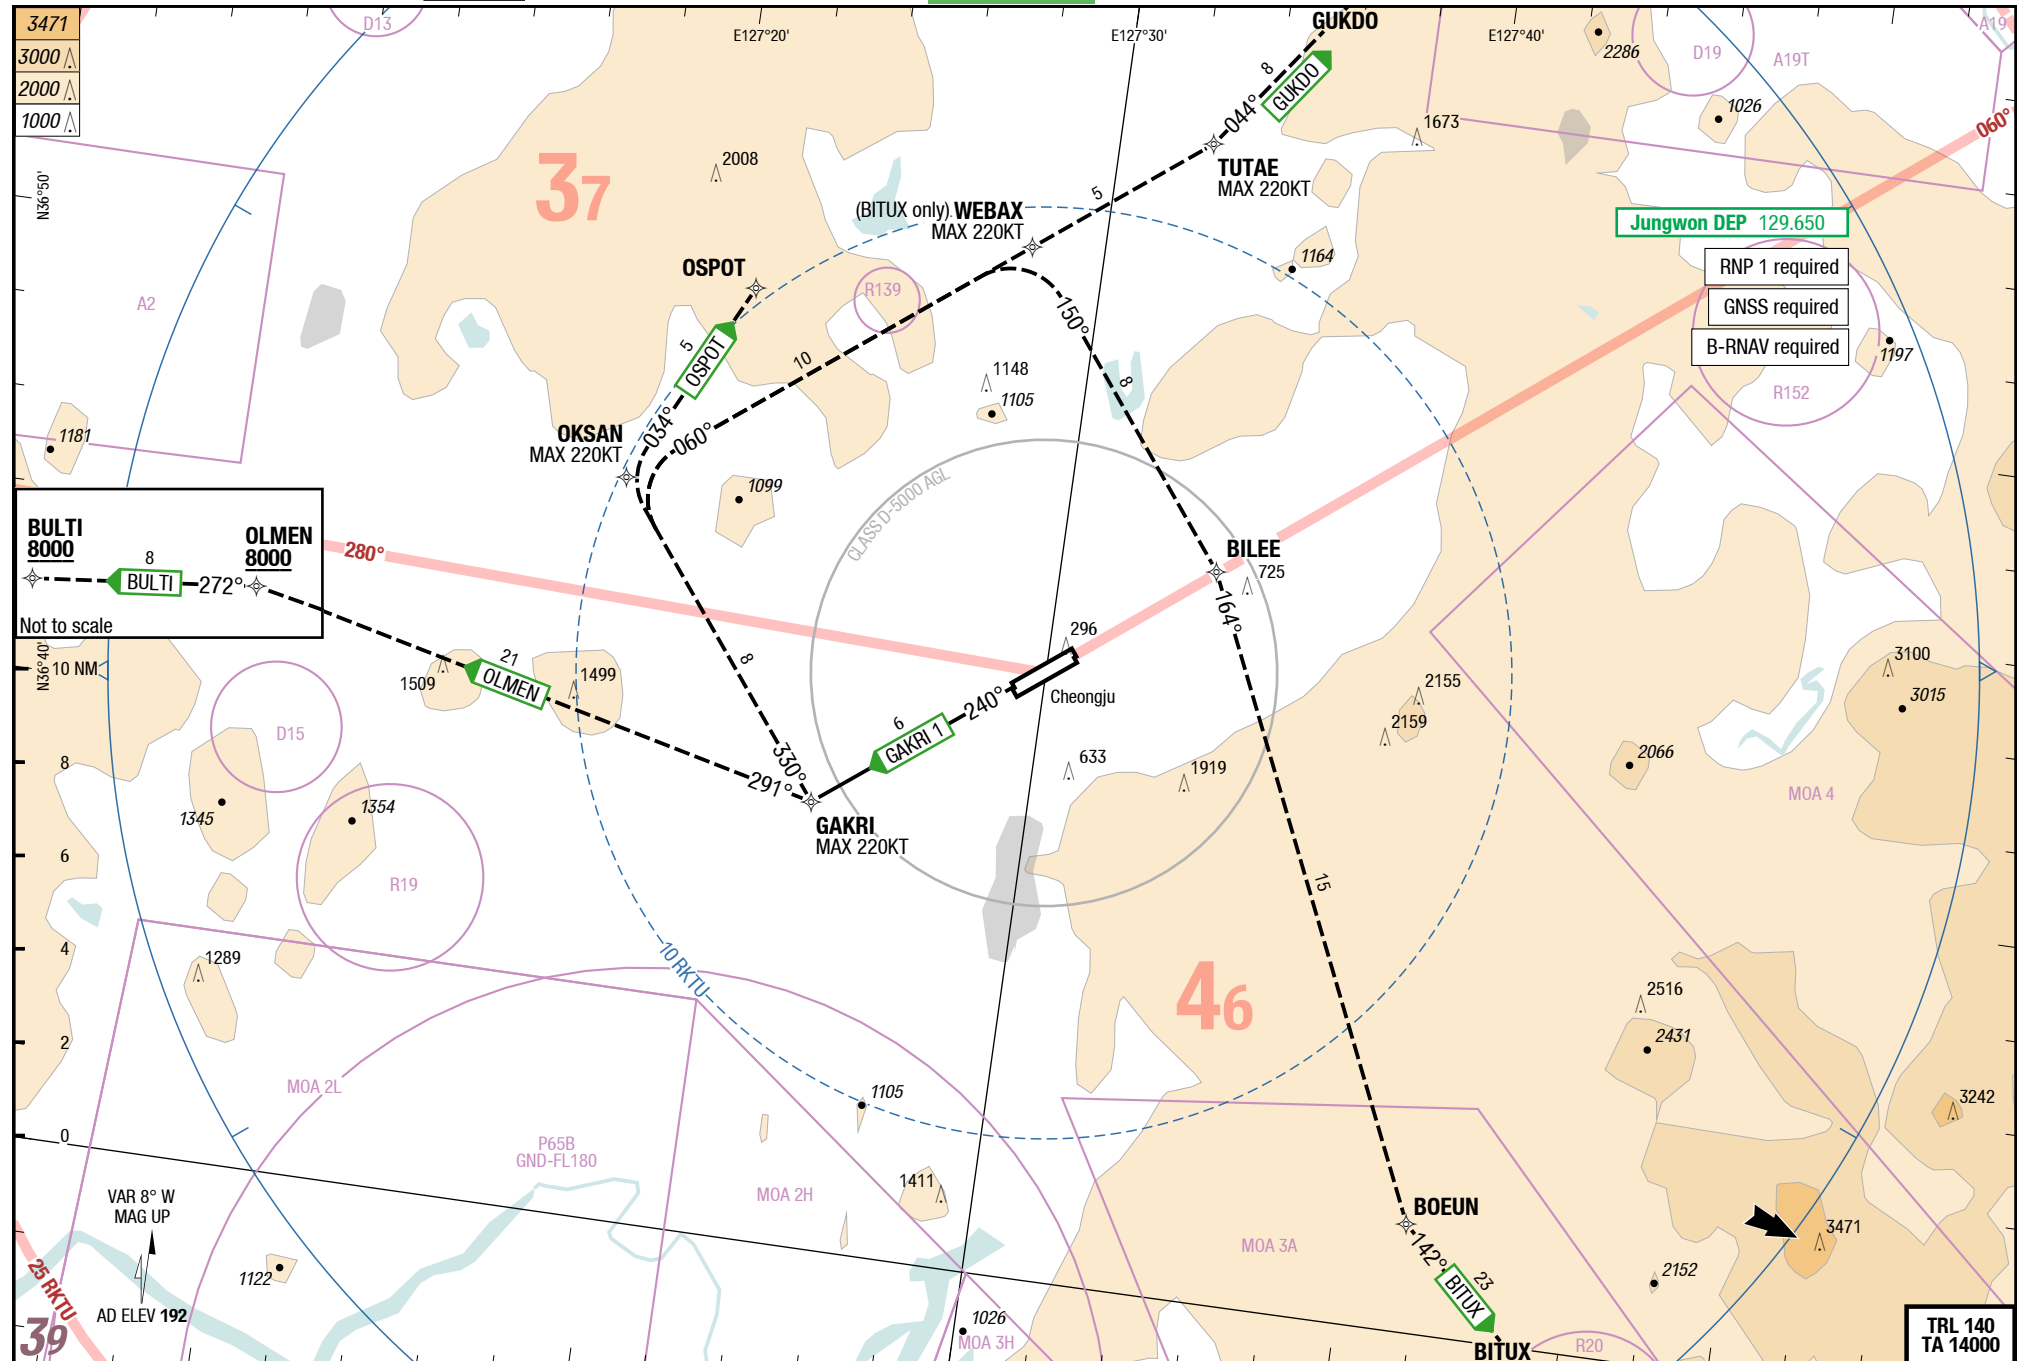 3471
3000
2000
1000
D13
E127°20'
E127°30'
GUKDO
E127°40'
2286
D19
A19T
A19
1026
060°
8
GUKDO
044°
1673
TUTAE
MAX 220KT
2008
37
N36°50'
5
(BITUX only) WEBAX
MAX 220KT
Jungwon DEP 129.650
RNP 1 required
GNSS required
B-RNAV required
1164
OSPOT
R139
A2
150°
5
OSPOT
10
1148
1105
8
1197
R152
034°
060°
OKSAN
MAX 220KT
1181
1099
CLASS D-5000 AGL
BULTI
8000
OLMEN
8000
8
BULTI
272°
Not to scale
280°
BILEE
725
164°
296
N36°40'
10 NM
21
OLMEN
1509
1499
8
Cheongju
240°
6
GAKRI 1
2155
2159
3100
3015
D15
330°
291°
633
1919
2066
8
MOA 4
1345
1354
GAKRI
MAX 220KT
6
R19
15
4
1289
10 RKTU
46
2516
2431
2
MOA 2L
1105
3242
0
P65B
GND-FL180
MOA 2H
1411
VAR 8° W
MAG UP
BOEUN
3471
MOA 3A
142°
23
BITUX
1122
2152
25 RKTU
AD ELEV 192
39
1026
MOA 3H
BITUX
R20
TRL 140
TA 14000